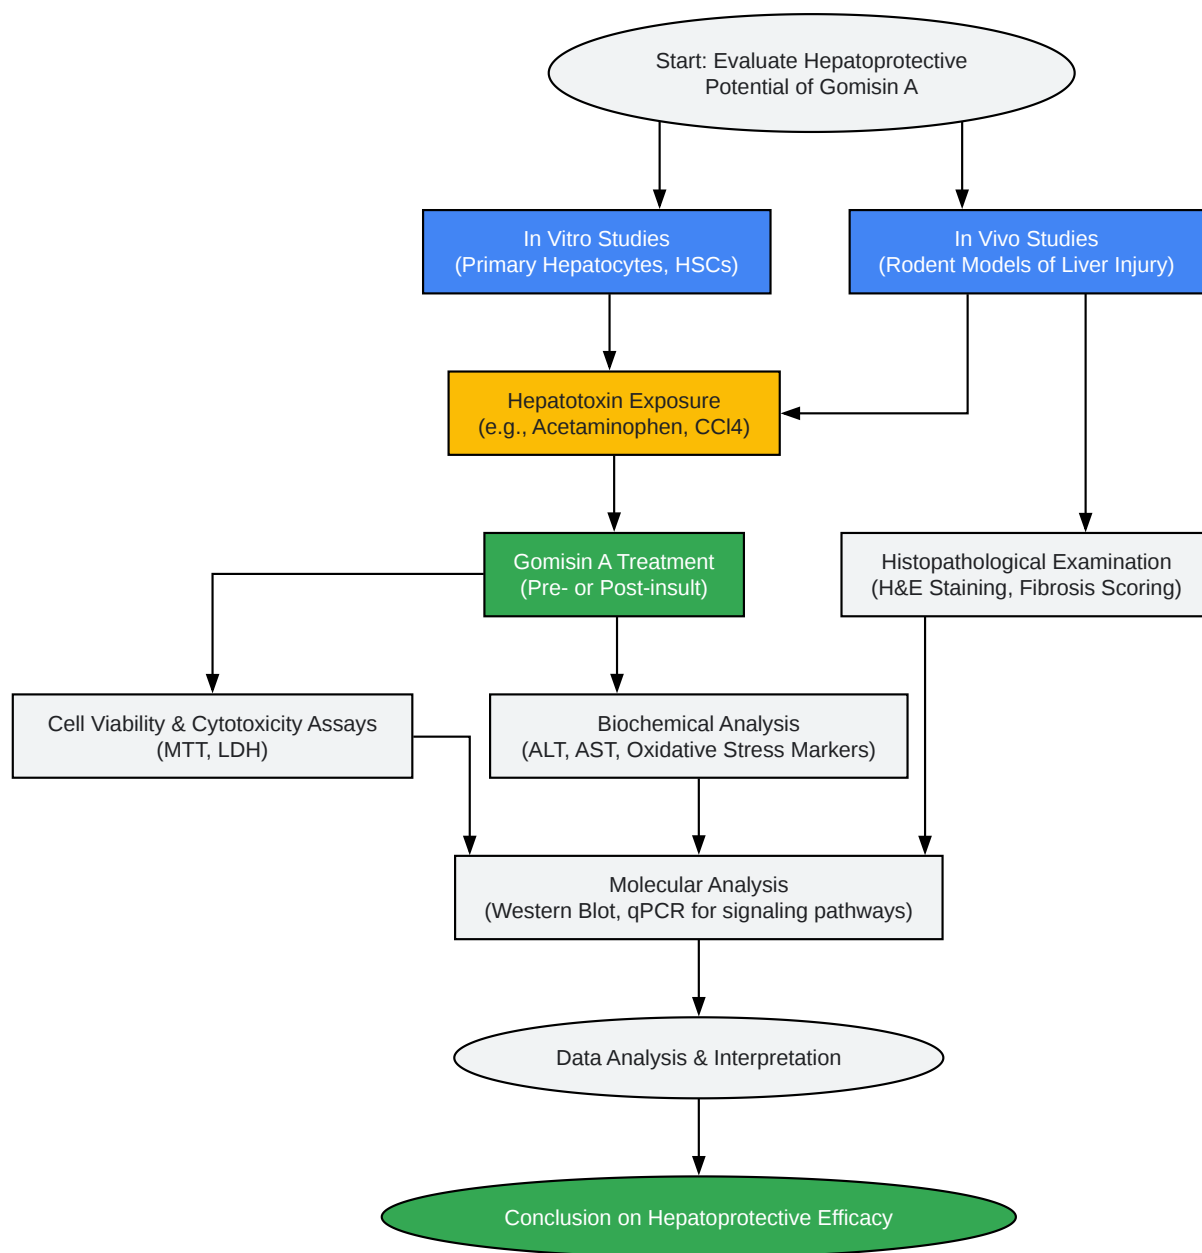 Start: Evaluate Hepatoprotective
Potential of Gomisin A
In Vitro Studies
(Primary Hepatocytes, HSCs)
In Vivo Studies
(Rodent Models of Liver Injury)
Hepatotoxin Exposure
(e.g., Acetaminophen, CCl4)
Gomisin A Treatment
(Pre- or Post-insult)
Histopathological Examination
(H&E Staining, Fibrosis Scoring)
Cell Viability & Cytotoxicity Assays
(MTT, LDH)
Biochemical Analysis
(ALT, AST, Oxidative Stress Markers)
Molecular Analysis
(Western Blot, qPCR for signaling pathways)
Data Analysis & Interpretation
Conclusion on Hepatoprotective Efficacy